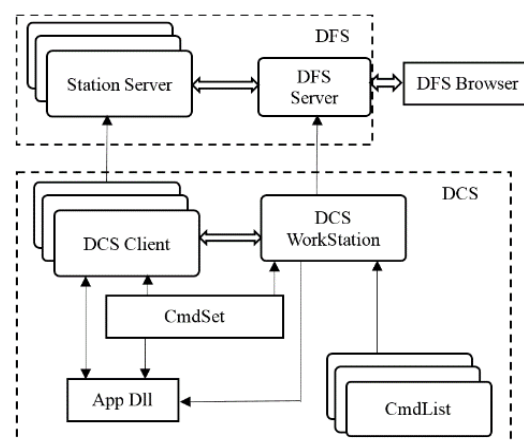 DFS
Station Server
DFS
Server
DFS Browser
DCS
DCS Client
DCS
WorkStation
CmdSet
App Dll
CmdList